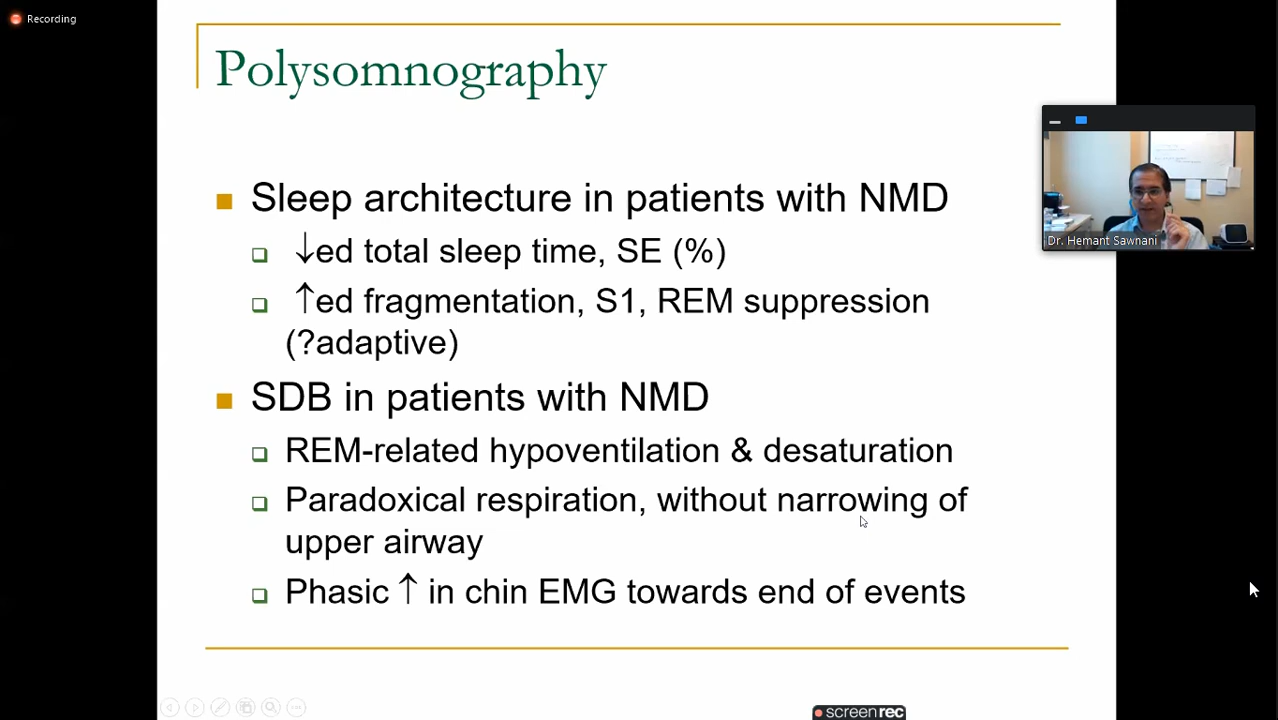 Recording
Polysomnography
Sleep architecture in patients with NMD
↓ed total sleep time, SE (%)
↑ed fragmentation, S1, REM suppression
(?adaptive)
SDB in patients with NMD
REM-related hypoventilation & desaturation
Paradoxical respiration, without narrowing of
upper airway
Phasic ↑ in chin EMG towards end of events
Dr. Hemant Sawnani
screenrec